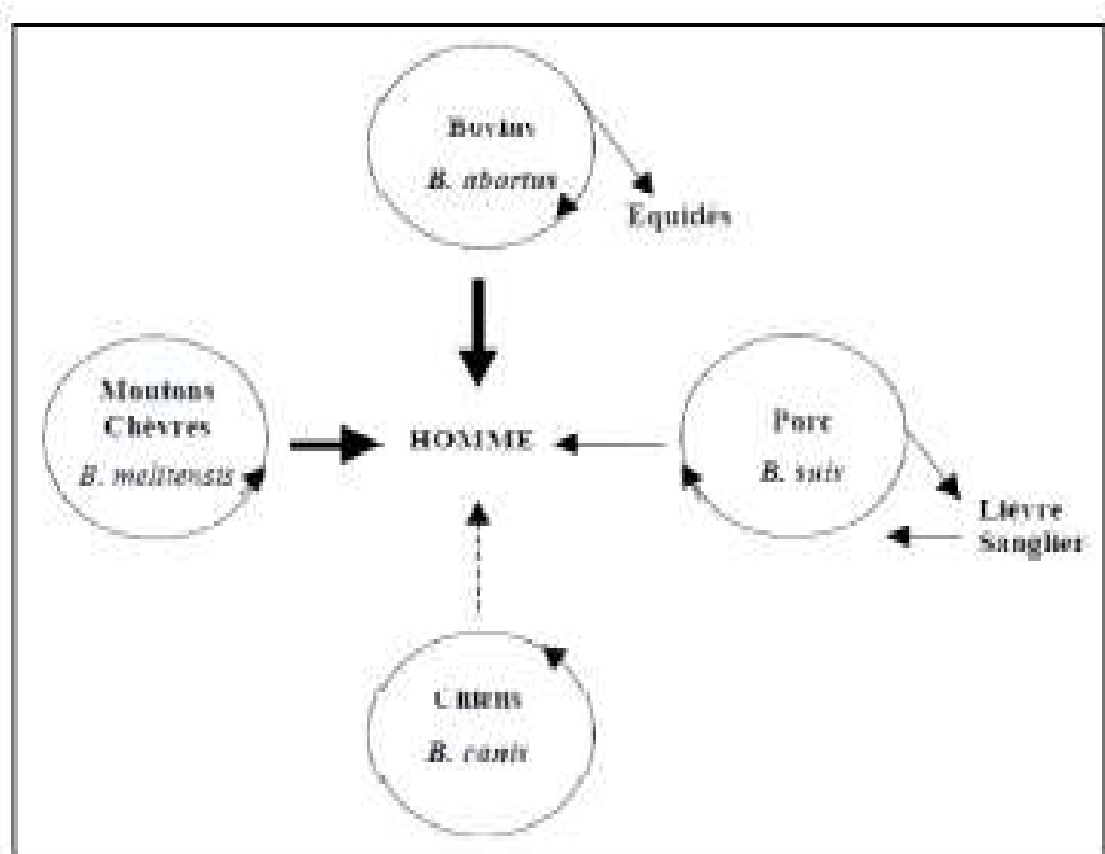 Bovins
B. abortus
Equidés
Moutons
Chèvres
B. melitensis
HOMME
Porc
B. suis
Lièvre
Sanglier
Chiens
B. canis